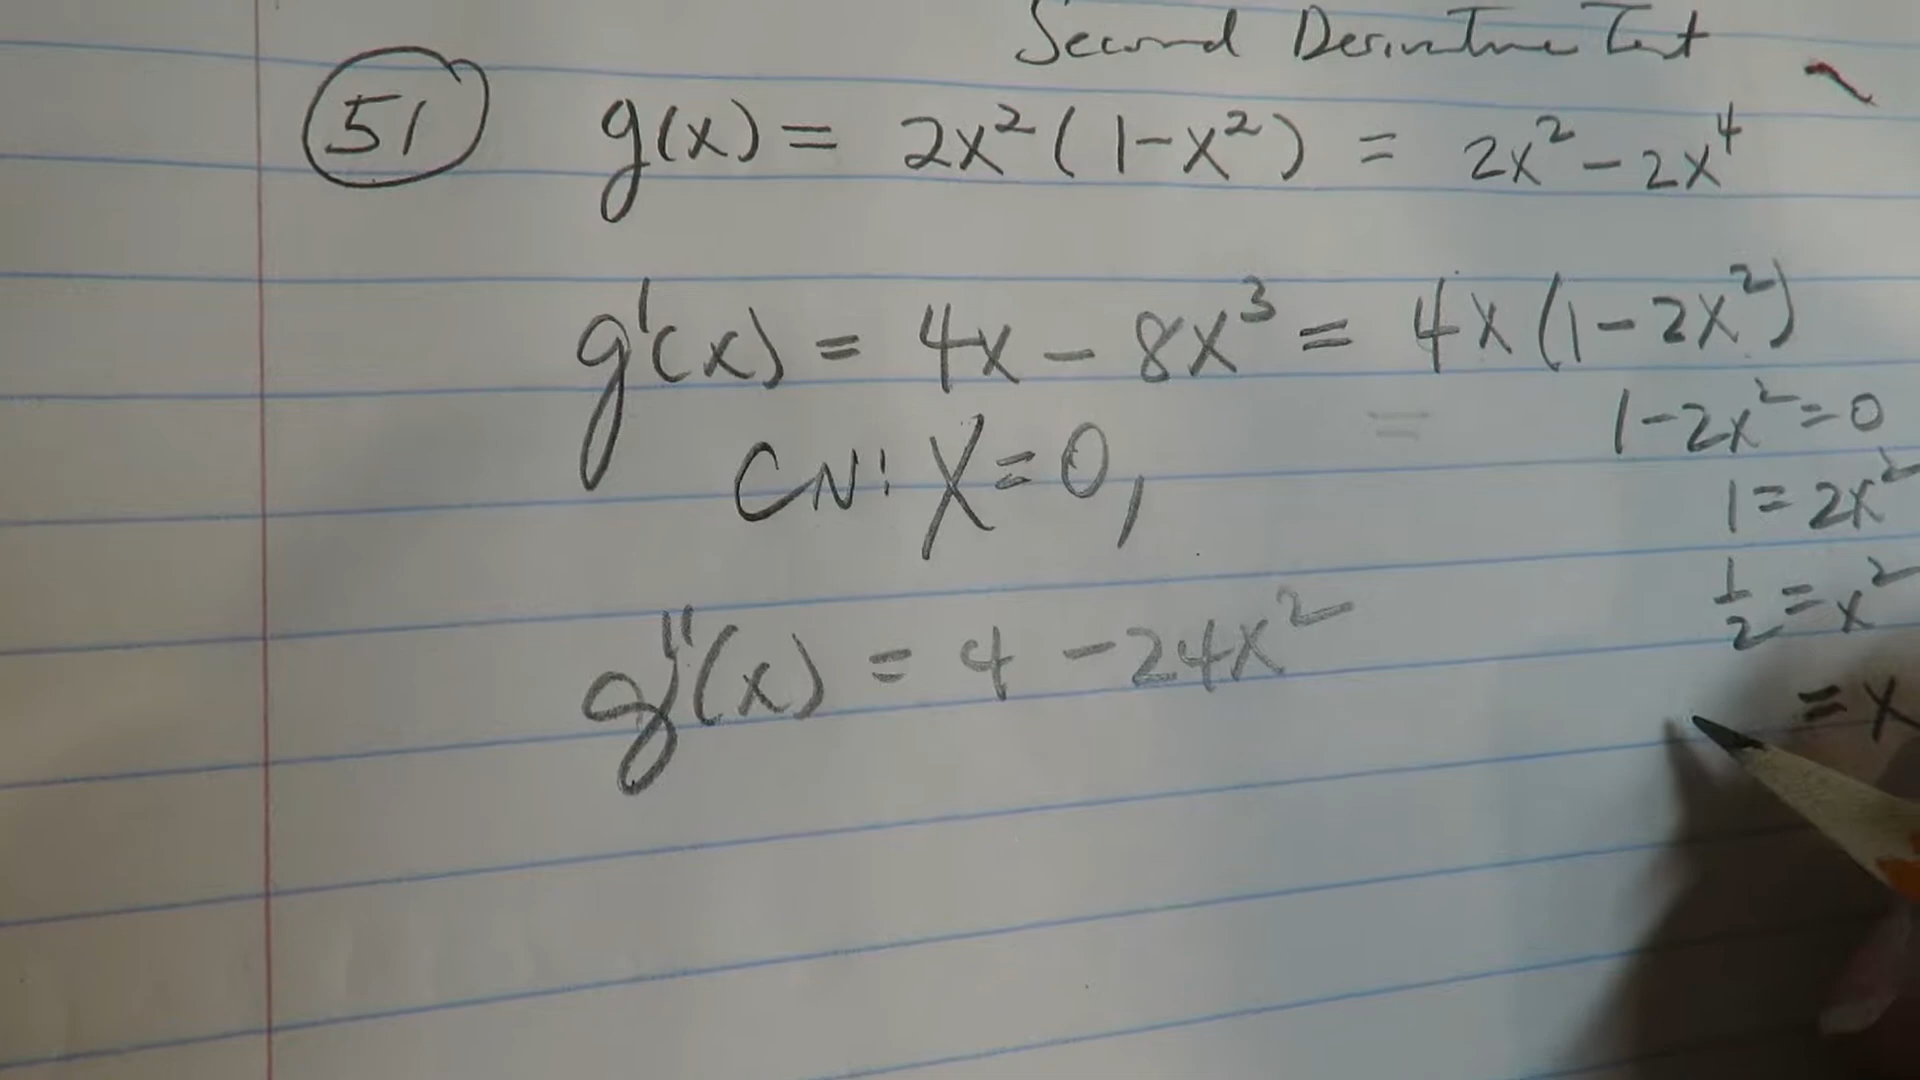 Second Derivative Test
51 g(x) = 2x²(1-x²) = 2x² - 2x⁴
g'(x) = 4x - 8x³ = 4x(1-2x²)
1-2x²=0
CN: X=0,
1=2x²
1/2=x²
g''(x) = 4 - 24x²
=x